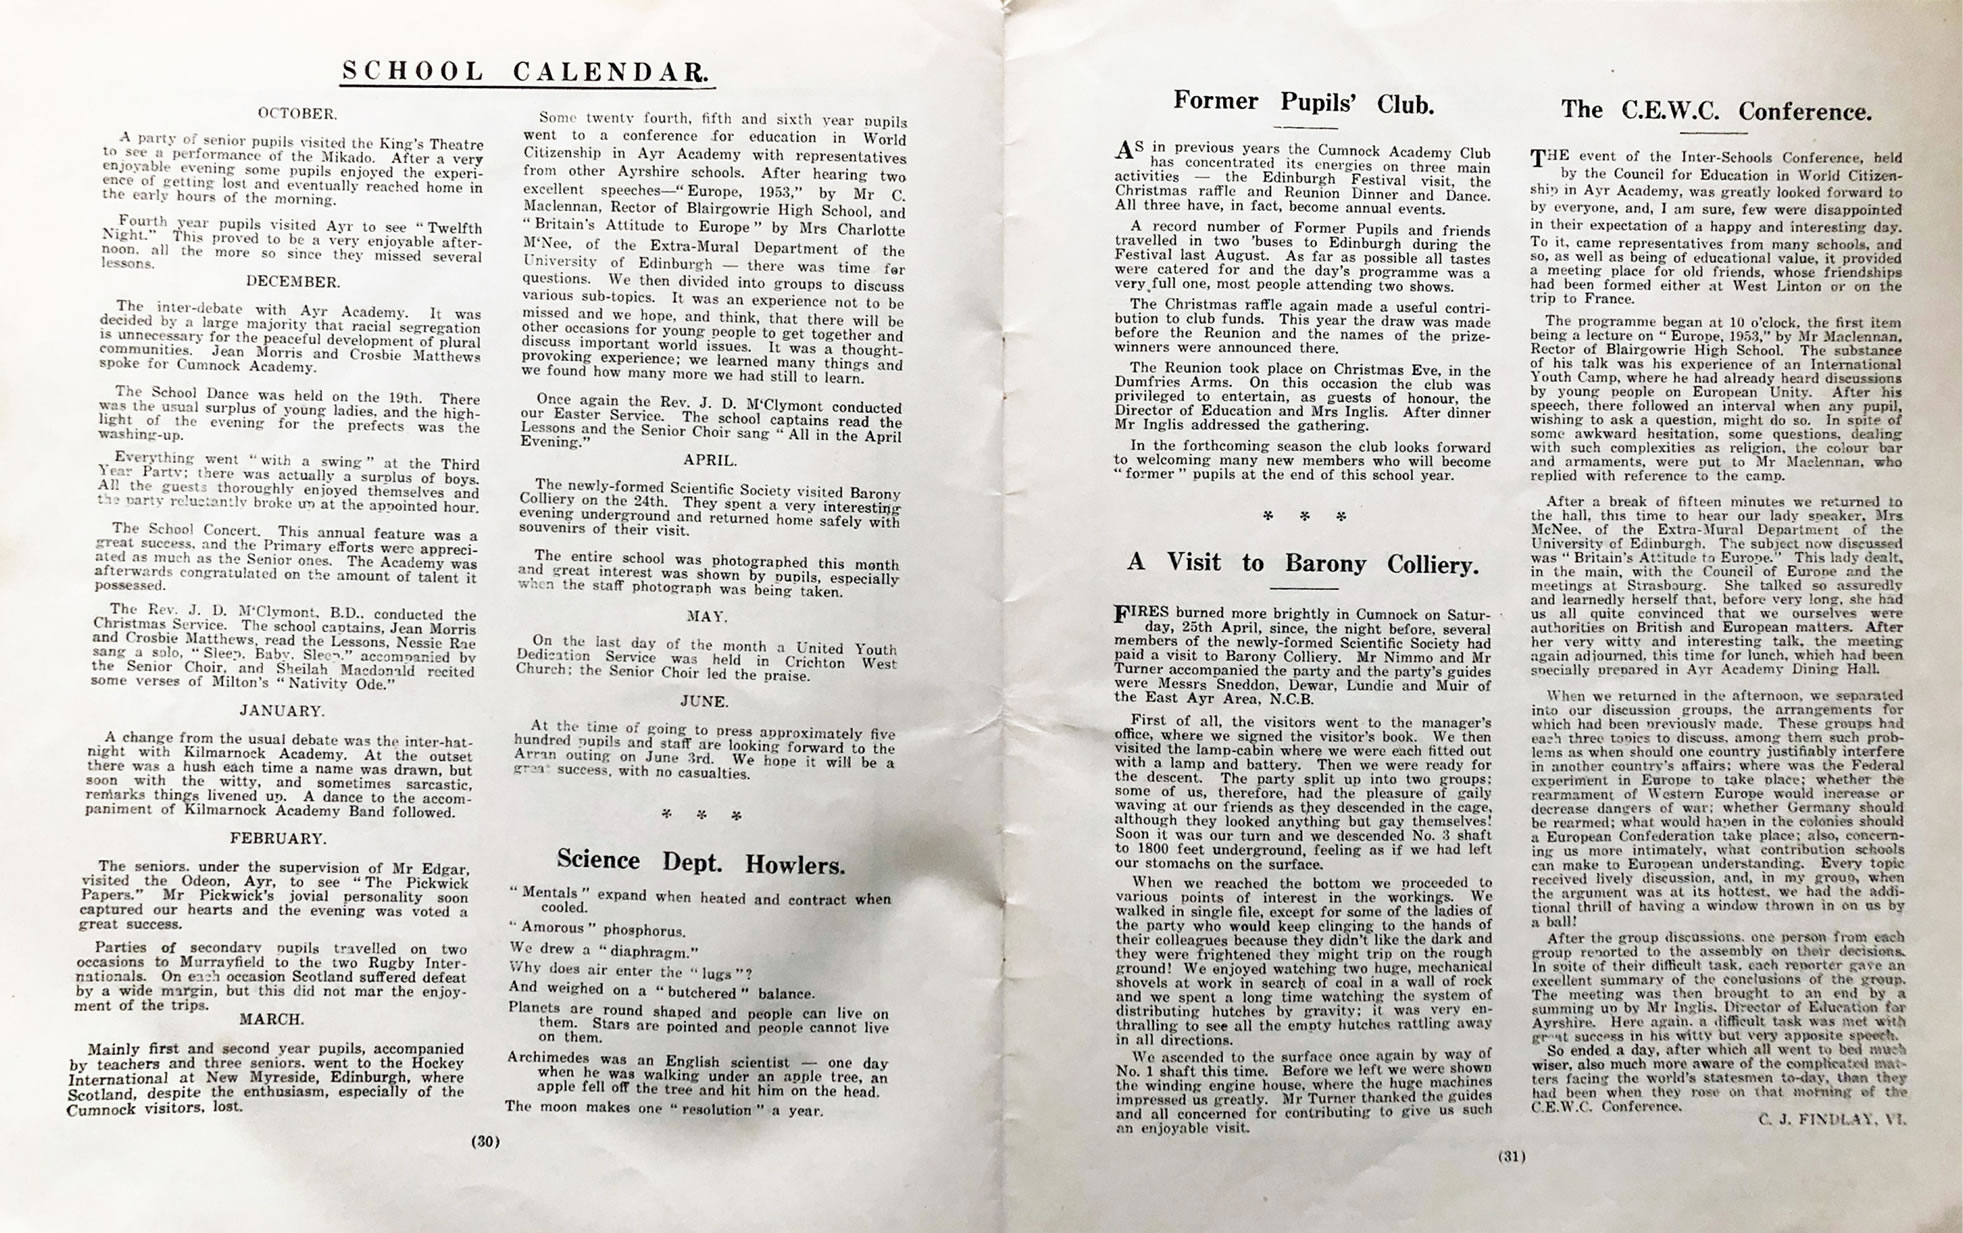 SCHOOL CALENDAR.
OCTOBER.
A party of senior pupils visited the King's Theatre
to see a performance of the Mikado. After a very
enjoyable evening some pupils enjoyed the experi-
ence of getting lost and eventually reached home in
the early hours of the morning.
Fourth year pupils visited Ayr to see "Twelfth
Night." This proved to be a very enjoyable after-
noon, all the more so since they missed several
lessons.
DECEMBER.
The inter-debate with Ayr Academy. It was
decided by a large majority that racial segregation
is unnecessary for the peaceful development of plural
communities. Jean Morris and Crosbie Matthews
spoke for Cumnock Academy.
The School Dance was held on the 19th. There
was the usual surplus of young ladies, and the high-
light of the evening for the prefects was the
washing-up.
Everything went "with a swing" at the Third
Year Party; there was actually a surplus of boys.
All the guests thoroughly enjoyed themselves and
the party reluctantly broke up at the appointed hour.
The School Concert. This annual feature was a
great success, and the Primary efforts were appreci-
ated as much as the Senior ones. The Academy was
afterwards congratulated on the amount of talent it
possessed.
The Rev. J. D. M'Clymont, B.D., conducted the
Christmas Service. The school captains, Jean Morris
and Crosbie Matthews, read the Lessons, Nessie Rae
sang a solo, "Sleep, Baby, Sleep," accompanied by
the Senior Choir, and Sheilah Macdonald recited
some verses of Milton's "Nativity Ode."
JANUARY.
A change from the usual debate was the inter-hat-
night with Kilmarnock Academy. At the outset
there was a hush each time a name was drawn, but
soon with the witty, and sometimes sarcastic,
remarks things livened up. A dance to the accom-
paniment of Kilmarnock Academy Band followed.
FEBRUARY.
The seniors, under the supervision of Mr Edgar,
visited the Odeon, Ayr, to see "The Pickwick
Papers." Mr Pickwick's jovial personality soon
captured our hearts and the evening was voted a
great success.
Parties of secondary pupils travelled on two
occasions to Murrayfield to the two Rugby Inter-
nationals. On each occasion Scotland suffered defeat
by a wide margin, but this did not mar the enjoy-
ment of the trips.
MARCH.
Mainly first and second year pupils, accompanied
by teachers and three seniors, went to the Hockey
International at New Myreside, Edinburgh, where
Scotland, despite the enthusiasm, especially of the
Cumnock visitors, lost.
Some twenty fourth, fifth and sixth year pupils
went to a conference for education in World
Citizenship in Ayr Academy with representatives
from other Ayrshire schools. After hearing two
excellent speeches—"Europe, 1953," by Mr C.
Maclennan, Rector of Blairgowrie High School, and
"Britain's Attitude to Europe" by Mrs Charlotte
M'Nee, of the Extra-Mural Department of the
University of Edinburgh — there was time for
questions. We then divided into groups to discuss
various sub-topics. It was an experience not to be
missed and we hope, and think, that there will be
other occasions for young people to get together and
discuss important world issues. It was a thought-
provoking experience; we learned many things and
we found how many more we had still to learn.
Once again the Rev. J. D. M'Clymont conducted
our Easter Service. The school captains read the
Lessons and the Senior Choir sang "All in the April
Evening."
APRIL.
The newly-formed Scientific Society visited Barony
Colliery on the 24th. They spent a very interesting
evening underground and returned home safely with
souvenirs of their visit.
The entire school was photographed this month
and great interest was shown by pupils, especially
when the staff photograph was being taken.
MAY.
On the last day of the month a United Youth
Dedication Service was held in Crichton West
Church; the Senior Choir led the praise.
JUNE.
At the time of going to press approximately five
hundred pupils and staff are looking forward to the
Arran outing on June 3rd. We hope it will be a
great success, with no casualties.
* * *
Science Dept. Howlers.
"Mentals" expand when heated and contract when
cooled.
"Amorous" phosphorus.
We drew a "diaphragm."
Why does air enter the "lugs"?
And weighed on a "butchered" balance.
Planets are round shaped and people can live on
them. Stars are pointed and people cannot live
on them.
Archimedes was an English scientist — one day
when he was walking under an apple tree, an
apple fell off the tree and hit him on the head.
The moon makes one "resolution" a year.
(30)
Former Pupils' Club.
AS in previous years the Cumnock Academy Club
has concentrated its energies on three main
activities — the Edinburgh Festival visit, the
Christmas raffle and Reunion Dinner and Dance.
All three have, in fact, become annual events.
A record number of Former Pupils and friends
travelled in two 'buses to Edinburgh during the
Festival last August. As far as possible all tastes
were catered for and the day's programme was a
very full one, most people attending two shows.
The Christmas raffle again made a useful contri-
bution to club funds. This year the draw was made
before the Reunion and the names of the prize-
winners were announced there.
The Reunion took place on Christmas Eve, in the
Dumfries Arms. On this occasion the club was
privileged to entertain, as guests of honour, the
Director of Education and Mrs Inglis. After dinner
Mr Inglis addressed the gathering.
In the forthcoming season the club looks forward
to welcoming many new members who will become
"former" pupils at the end of this school year.
* * *
A Visit to Barony Colliery.
FIRES burned more brightly in Cumnock on Satur-
day, 25th April, since, the night before, several
members of the newly-formed Scientific Society had
paid a visit to Barony Colliery. Mr Nimmo and Mr
Turner accompanied the party and the party's guides
were Messrs Sneddon, Dewar, Lundie and Muir of
the East Ayr Area, N.C.B.
First of all, the visitors went to the manager's
office, where we signed the visitor's book. We then
visited the lamp-cabin where we were each fitted out
with a lamp and battery. Then we were ready for
the descent. The party split up into two groups;
some of us, therefore, had the pleasure of gaily
waving at our friends as they descended in the cage,
although they looked anything but gay themselves!
Soon it was our turn and we descended No. 3 shaft
to 1800 feet underground, feeling as if we had left
our stomachs on the surface.
When we reached the bottom we proceeded to
various points of interest in the workings. We
walked in single file, except for some of the ladies of
the party who would keep clinging to the hands of
their colleagues because they didn't like the dark and
they were frightened they might trip on the rough
ground! We enjoyed watching two huge, mechanical
shovels at work in search of coal in a wall of rock
and we spent a long time watching the system of
distributing hutches by gravity; it was very en-
thralling to see all the empty hutches rattling away
in all directions.
We ascended to the surface once again by way of
No. 1 shaft this time. Before we left we were shown
the winding engine house, where the huge machines
impressed us greatly. Mr Turner thanked the guides
and all concerned for contributing to give us such
an enjoyable visit.
The C.E.W.C. Conference.
THE event of the Inter-Schools Conference, held
by the Council for Education in World Citizen-
ship in Ayr Academy, was greatly looked forward to
by everyone, and, I am sure, few were disappointed
in their expectation of a happy and interesting day.
To it, came representatives from many schools, and
so, as well as being of educational value, it provided
a meeting place for old friends, whose friendships
had been formed either at West Linton or on the
trip to France.
The programme began at 10 o'clock, the first item
being a lecture on "Europe, 1953," by Mr Maclennan,
Rector of Blairgowrie High School. The substance
of his talk was his experience of an International
Youth Camp, where he had already heard discussions
by young people on European Unity. After his
speech, there followed an interval when any pupil,
wishing to ask a question, might do so. In spite of
some awkward hesitation, some questions, dealing
with such complexities as religion, the colour bar
and armaments, were put to Mr Maclennan, who
replied with reference to the camp.
After a break of fifteen minutes we returned to
the hall, this time to hear our lady speaker, Mrs
McNee, of the Extra-Mural Department of the
University of Edinburgh. The subject now discussed
was "Britain's Attitude to Europe." This lady dealt,
in the main, with the Council of Europe and the
meetings at Strasbourg. She talked so assuredly
and learnedly herself that, before very long, she had
us all quite convinced that we ourselves were
authorities on British and European matters. After
her very witty and interesting talk, the meeting
again adjourned, this time for lunch, which had been
specially prepared in Ayr Academy Dining Hall.
When we returned in the afternoon, we separated
into our discussion groups, the arrangements for
which had been previously made. These groups had
each three topics to discuss, among them such prob-
lems as when should one country justifiably interfere
in another country's affairs; where was the Federal
experiment in Europe to take place; whether the
rearmament of Western Europe would increase or
decrease dangers of war; whether Germany should
be rearmed; what would happen in the colonies should
a European Confederation take place; also, concern-
ing us more intimately, what contribution schools
can make to European understanding. Every topic
received lively discussion, and, in my group, when
the argument was at its hottest, we had the addi-
tional thrill of having a window thrown in on us by
a ball!
After the group discussions, one person from each
group reported to the assembly on their decisions.
In spite of their difficult task, each reporter gave an
excellent summary of the conclusions of the group.
The meeting was then brought to an end by a
summing up by Mr Inglis, Director of Education for
Ayrshire. Here again, a difficult task was met with
great success in his witty but very apposite speech.
So ended a day, after which all went to bed much
wiser, also much more aware of the complicated mat-
ters facing the world's statesmen to-day, than they
had been when they rose on that morning of the
C.E.W.C. Conference.
C. J. FINDLAY, VI.
(31)